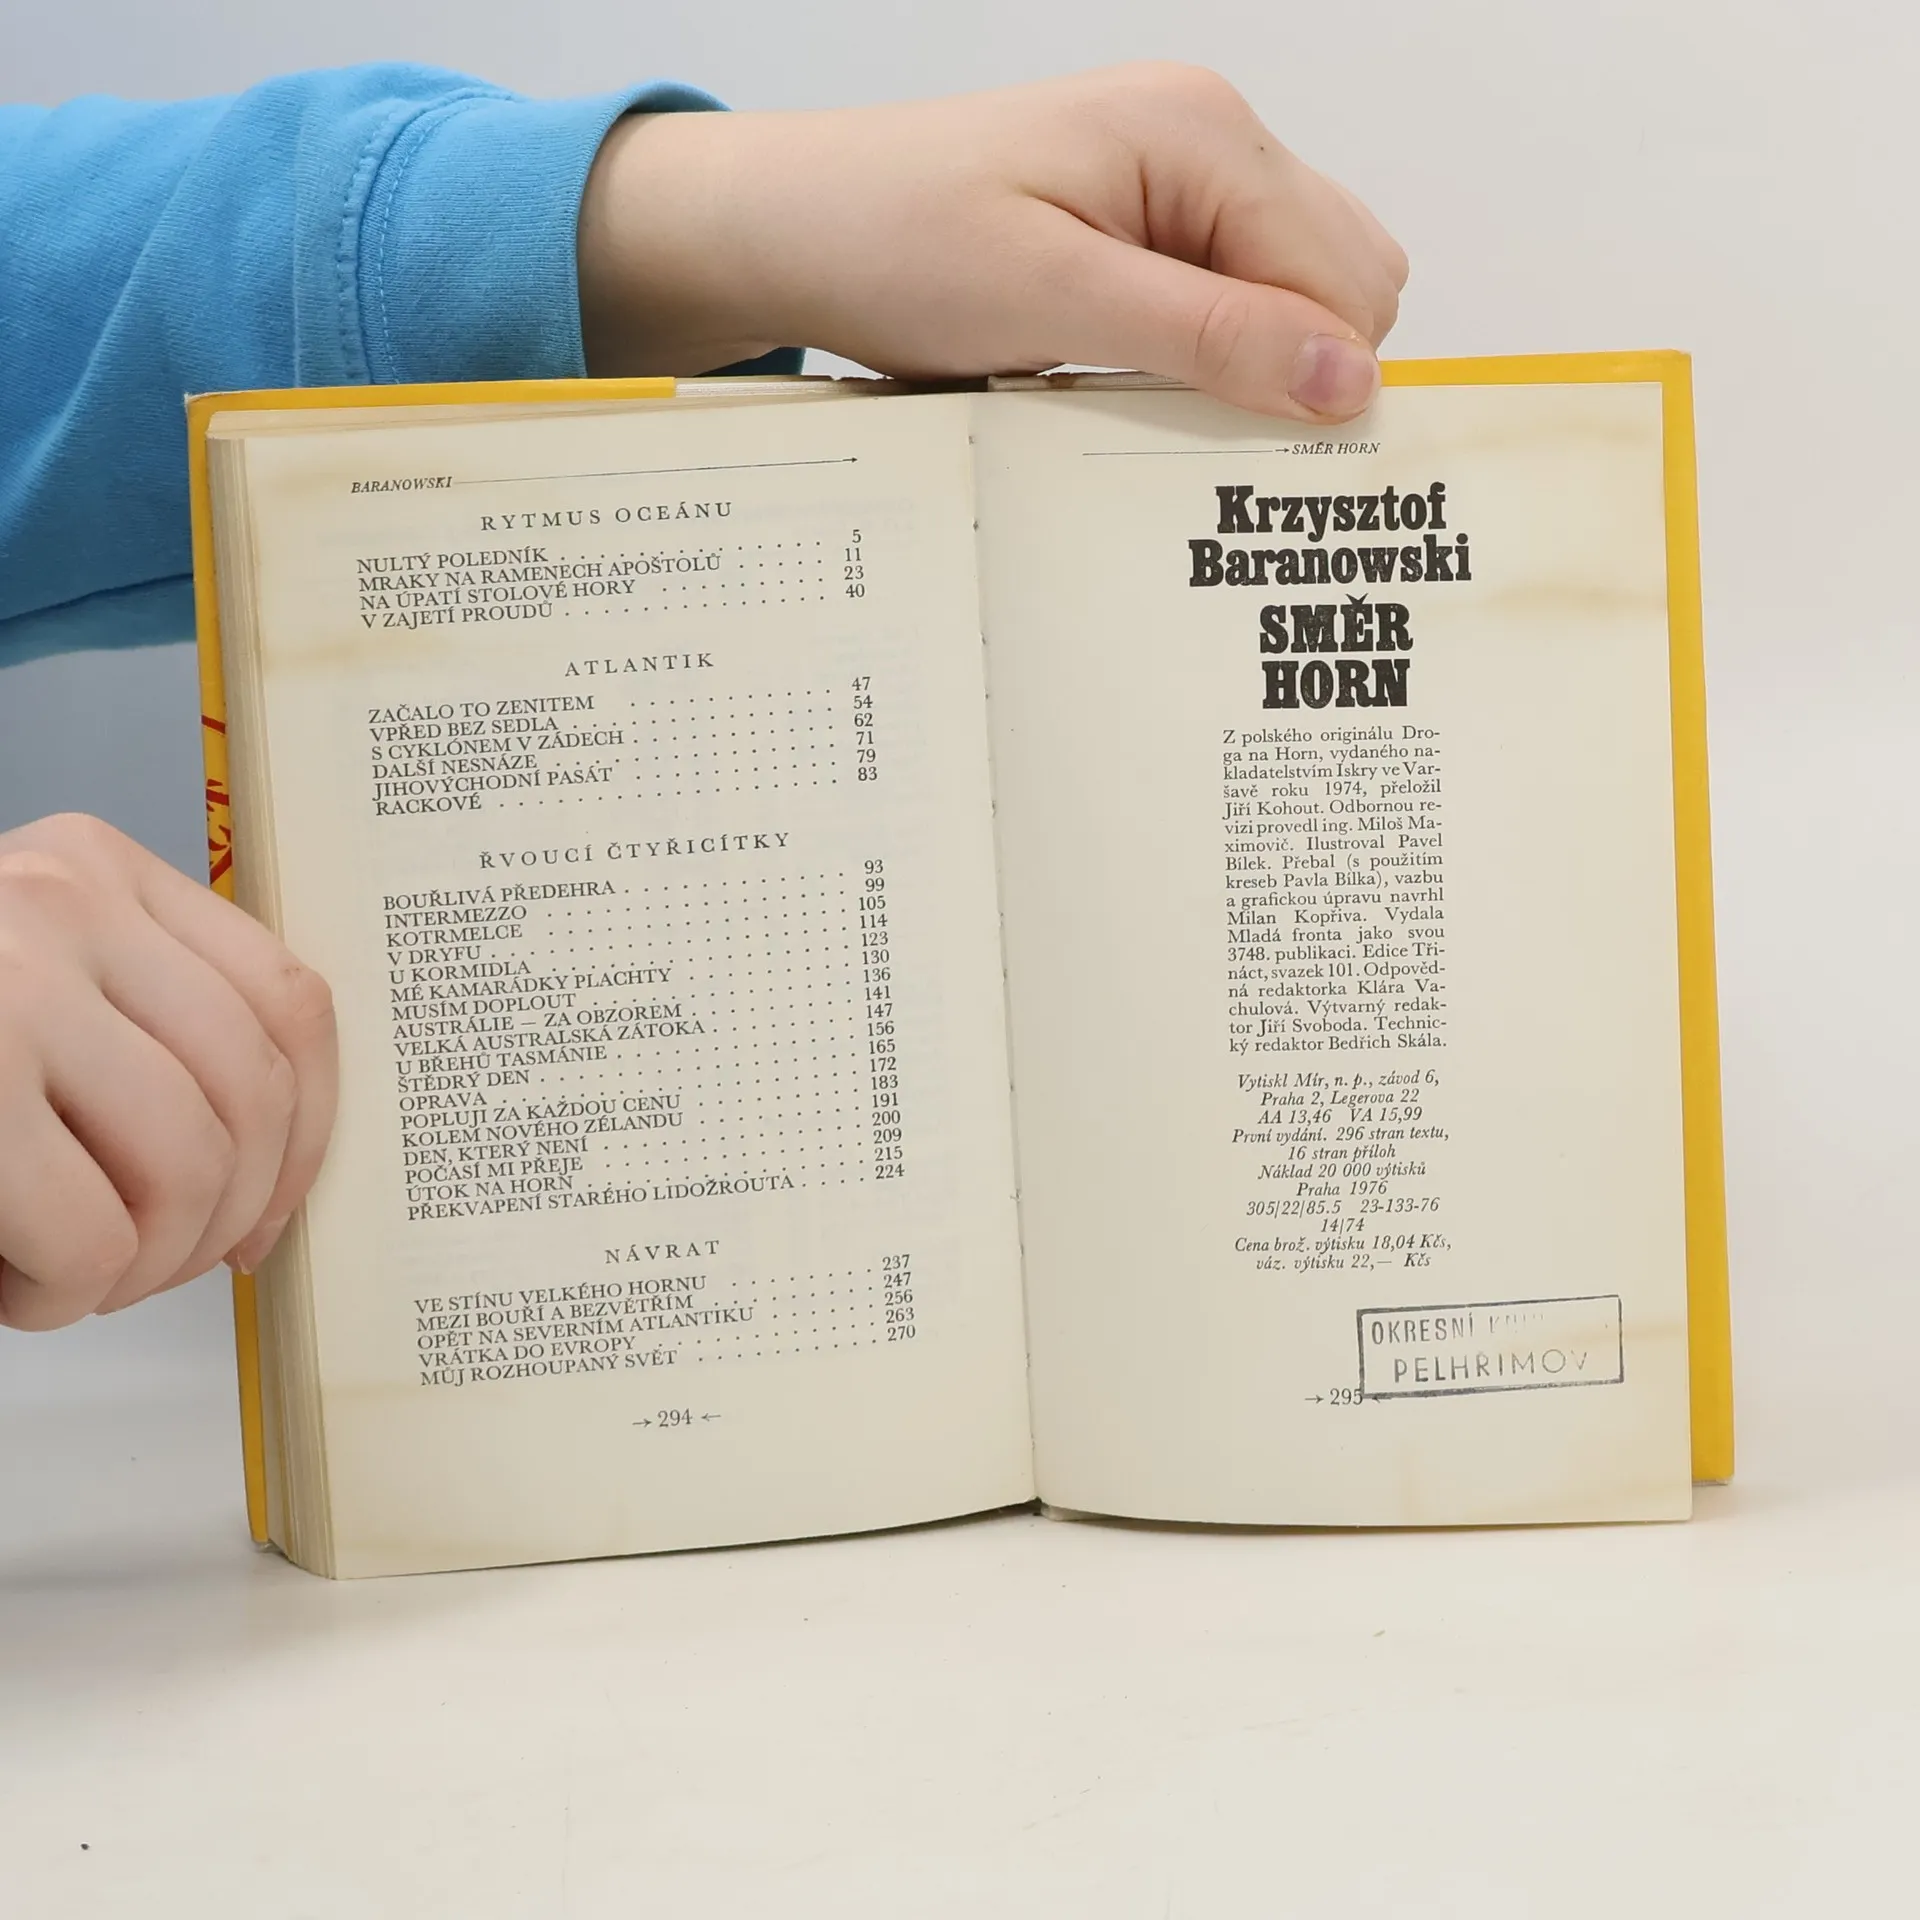 BARANOWSKI →
RYTMUS OCEÁNU
NULTÝ POLEDNÍK . . . . . . . . . . . . . 5
MRAKY NA RAMENECH APOŠTOLŮ . . . . . 11
NA ÚPATÍ STOLOVÉ HORY . . . . . . . . . 23
V ZAJETÍ PROUDŮ . . . . . . . . . . . . . 40
ATLANTIK
ZAČALO TO ZENITEM . . . . . . . . . . 47
VPŘED BEZ SEDLA . . . . . . . . . . . . 54
S CYKLÓNEM V ZÁDECH . . . . . . . . . . 62
DALŠÍ NESNÁZE . . . . . . . . . . . . . 71
JIHOVÝCHODNÍ PASÁT . . . . . . . . . . 79
RACKOVÉ . . . . . . . . . . . . . . . . 83
ŘVOUCÍ ČTYŘICÍTKY
BOUŘLIVÁ PŘEDEHRA . . . . . . . . . . . 93
INTERMEZZO . . . . . . . . . . . . . . 99
KOTRMELCE . . . . . . . . . . . . . . 105
V DRYFU . . . . . . . . . . . . . . . . 114
U KORMIDLA . . . . . . . . . . . . . . 123
MÉ KAMARÁDKY PLACHTY . . . . . . . . 130
MUSÍM DOPLOUT . . . . . . . . . . . . 136
AUSTRÁLIE — ZA OBZOREM . . . . . . . . 141
VELKÁ AUSTRALSKÁ ZÁTOKA . . . . . . . 147
U BŘEHŮ TASMÁNIE . . . . . . . . . . . 156
ŠTĚDRÝ DEN . . . . . . . . . . . . . . 165
OPRAVA . . . . . . . . . . . . . . . . 172
POPLUJI ZA KAŽDOU CENU . . . . . . . . 183
KOLEM NOVÉHO ZÉLANDU . . . . . . . . 191
DEN, KTERÝ NENÍ . . . . . . . . . . . . 200
POČASÍ MI PŘEJE . . . . . . . . . . . . 209
ÚTOK NA HORN . . . . . . . . . . . . . 215
PŘEKVAPENÍ STARÉHO LIDOŽROUTA . . . . 224
NÁVRAT
VE STÍNU VELKÉHO HORNU . . . . . . . 237
MEZI BOUŘÍ A BEZVĚTŘÍM . . . . . . . . 247
OPĚT NA SEVERNÍM ATLANTIKU . . . . . . 256
VRÁTKA DO EVROPY . . . . . . . . . . . 263
MŮJ ROZHOUPANÝ SVĚT . . . . . . . . . 270
→ 294 ←
→ SMĚR HORN
Krzysztof
Baranowski
SMĚR
HORN
Z polského originálu Dro-
ga na Horn, vydaného na-
kladatelstvím Iskry ve Var-
šavě roku 1974, přeložil
Jiří Kohout. Odbornou re-
vizi provedl ing. Miloš Ma-
ximovič. Ilustroval Pavel
Bílek. Přebal (s použitím
kreseb Pavla Bílka), vazbu
a grafickou úpravu navrhl
Milan Kopřiva. Vydala
Mladá fronta jako svou
3748. publikaci. Edice Tři-
náct, svazek 101. Odpověd-
ná redaktorka Klára Va-
chulová. Výtvarný redak-
tor Jiří Svoboda. Technic-
ký redaktor Bedřich Skála.
Vytiskl Mír, n. p., závod 6,
Praha 2, Legerova 22
AA 13,46 VA 15,99
První vydání. 296 stran textu,
16 stran příloh
Náklad 20 000 výtisků
Praha 1976
305/22/85.5 23-133-76
14/74
Cena brož. výtisku 18,04 Kčs,
váz. výtisku 22,— Kčs
OKRESNÍ
PELHŘIMOV
→ 295 ←